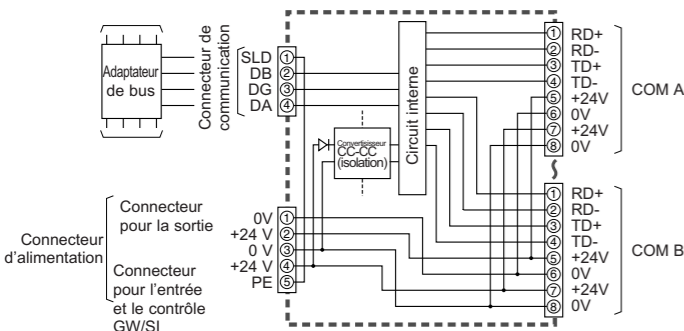 Adaptateur
de bus
Connecteur de
communication
SLD ①
DB ②
DG ③
DA ④
Convertisseur
CC-CC
(isolation)
Circuit interne
① RD+
② RD-
③ TD+
④ TD-
⑤ +24V
⑥ 0V
⑦ +24V
⑧ 0V
COM A
Connecteur
d'alimentation
Connecteur
pour la sortie
Connecteur
pour l'entrée
et le contrôle
GW/SI
0V ①
+24 V ②
0 V ③
+24 V ④
PE ⑤
① RD+
② RD-
③ TD+
④ TD-
⑤ +24V
⑥ 0V
⑦ +24V
⑧ 0V
COM B